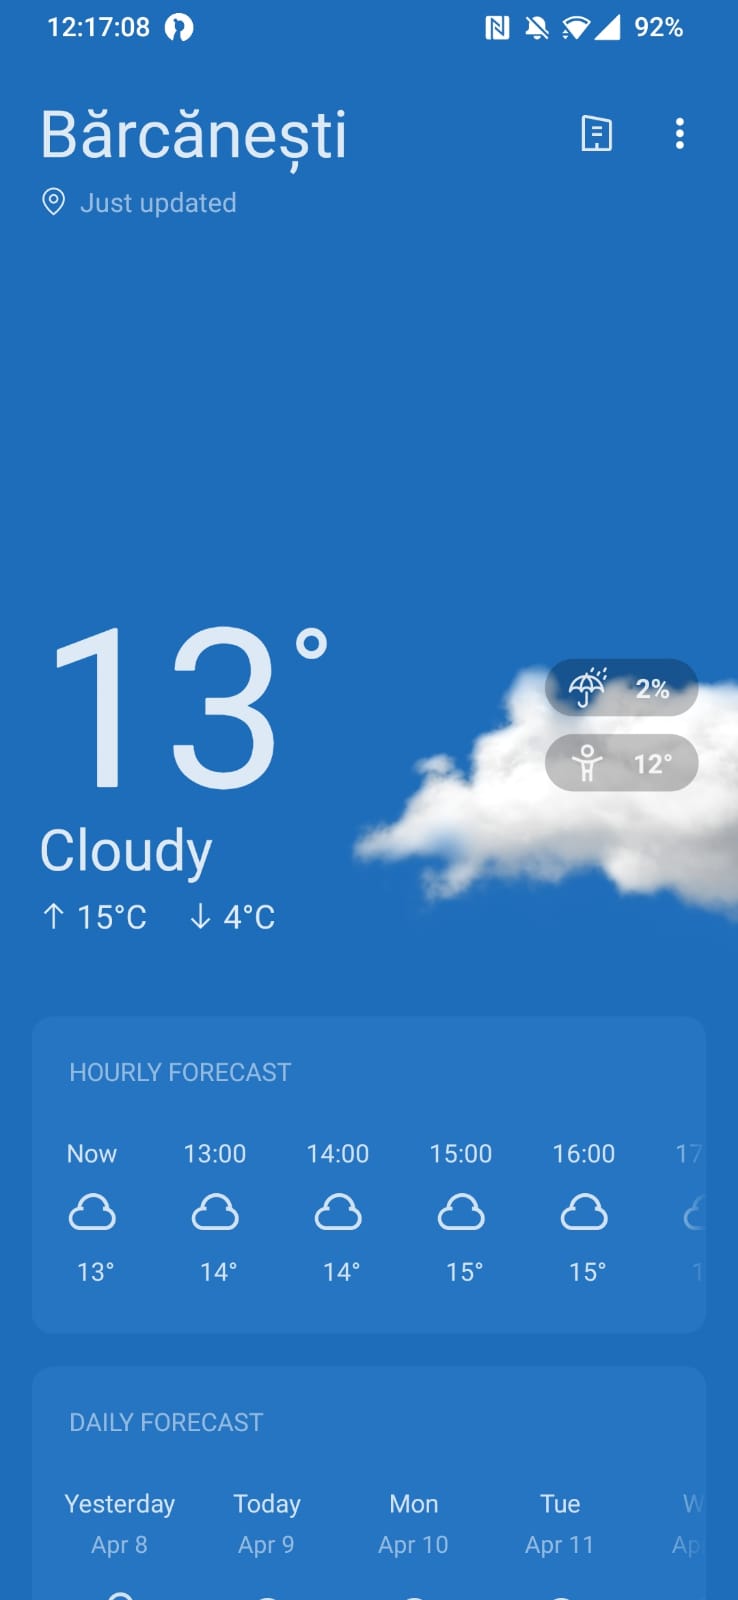 12:17:08 92%
Bărcănești
Just updated
13°
2%
12°
Cloudy
↑ 15°C ↓ 4°C
HOURLY FORECAST
Now 13:00 14:00 15:00 16:00 17
13° 14° 14° 15° 15° 1
DAILY FORECAST
Yesterday Today Mon Tue W
Apr 8 Apr 9 Apr 10 Apr 11 Ap